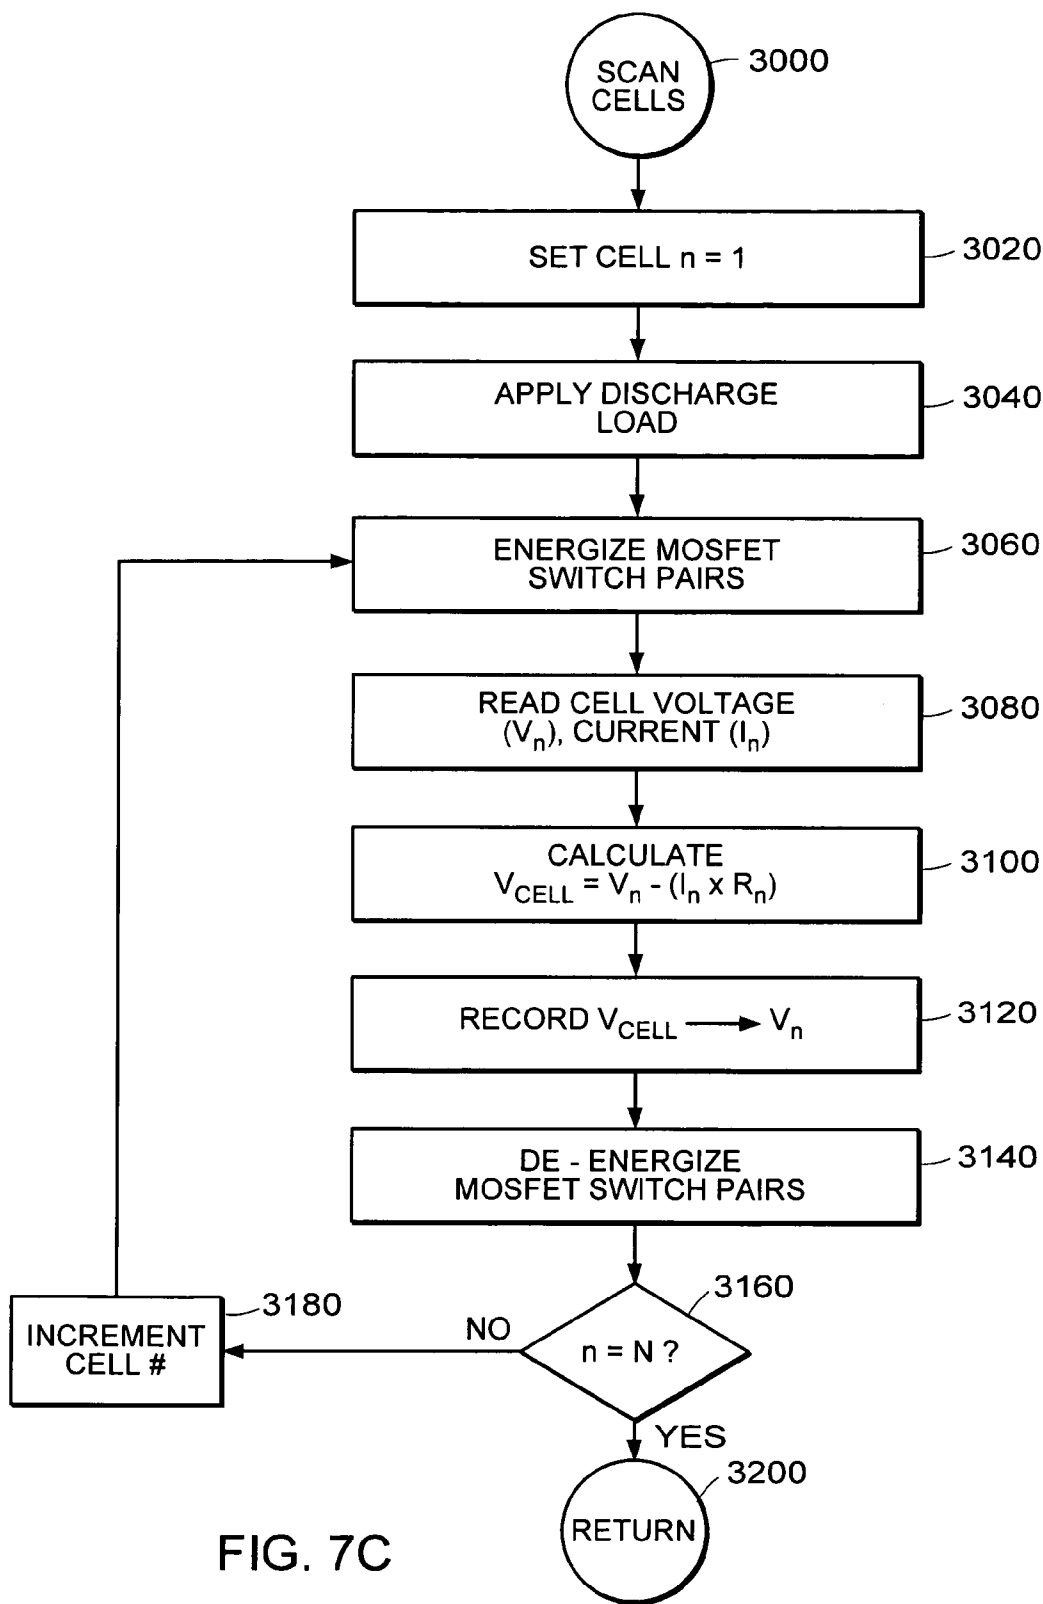 SCAN
CELLS
3000
SET CELL n = 1
3020
APPLY DISCHARGE
LOAD
3040
ENERGIZE MOSFET
SWITCH PAIRS
3060
READ CELL VOLTAGE
(Vn), CURRENT (In)
3080
CALCULATE
VCELL = Vn - (In x Rn)
3100
RECORD VCELL ⟶ Vn
3120
DE - ENERGIZE
MOSFET SWITCH PAIRS
3140
n = N ?
3160
NO
INCREMENT
CELL #
3180
YES
RETURN
3200
FIG. 7C